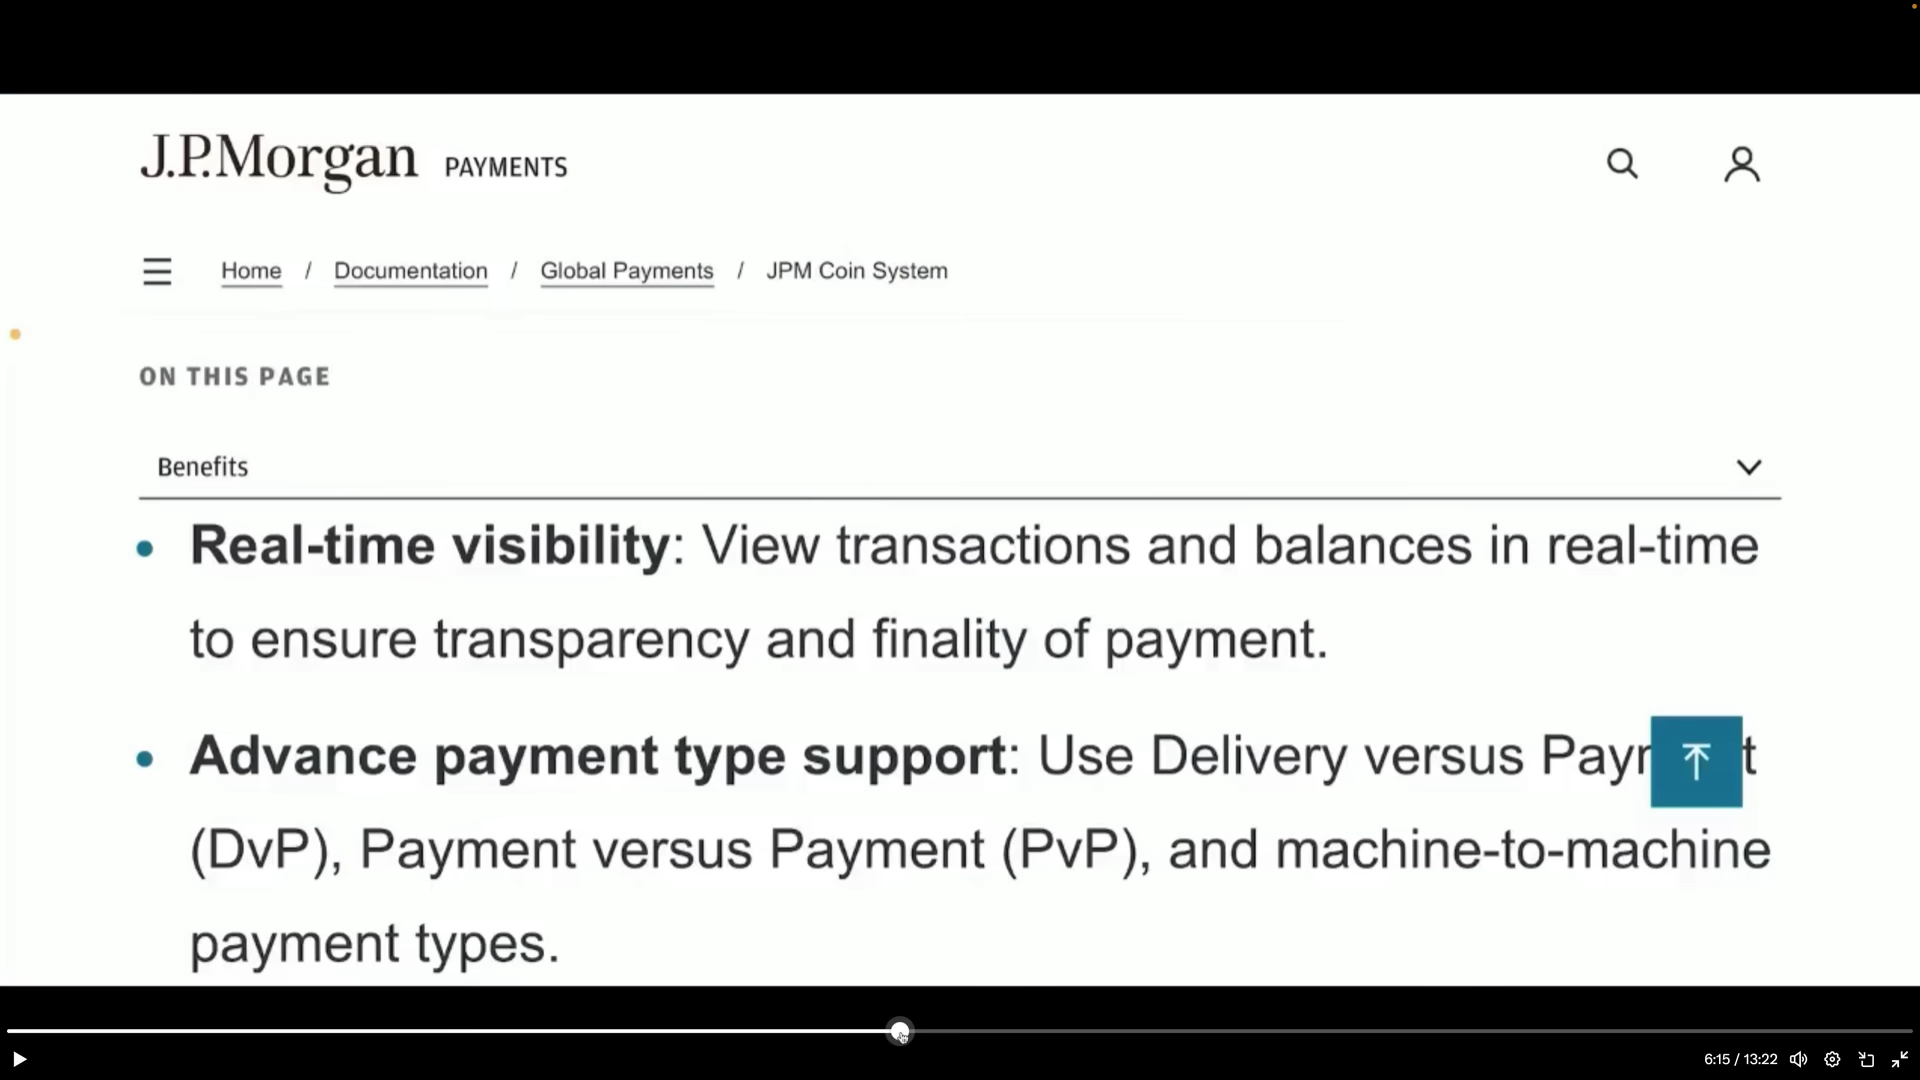 J.P.Morgan PAYMENTS
Home / Documentation / Global Payments / JPM Coin System
ON THIS PAGE
Benefits
• Real-time visibility: View transactions and balances in real-time
to ensure transparency and finality of payment.
• Advance payment type support: Use Delivery versus Payr t
(DvP), Payment versus Payment (PvP), and machine-to-machine
payment types.
6:15 / 13:22